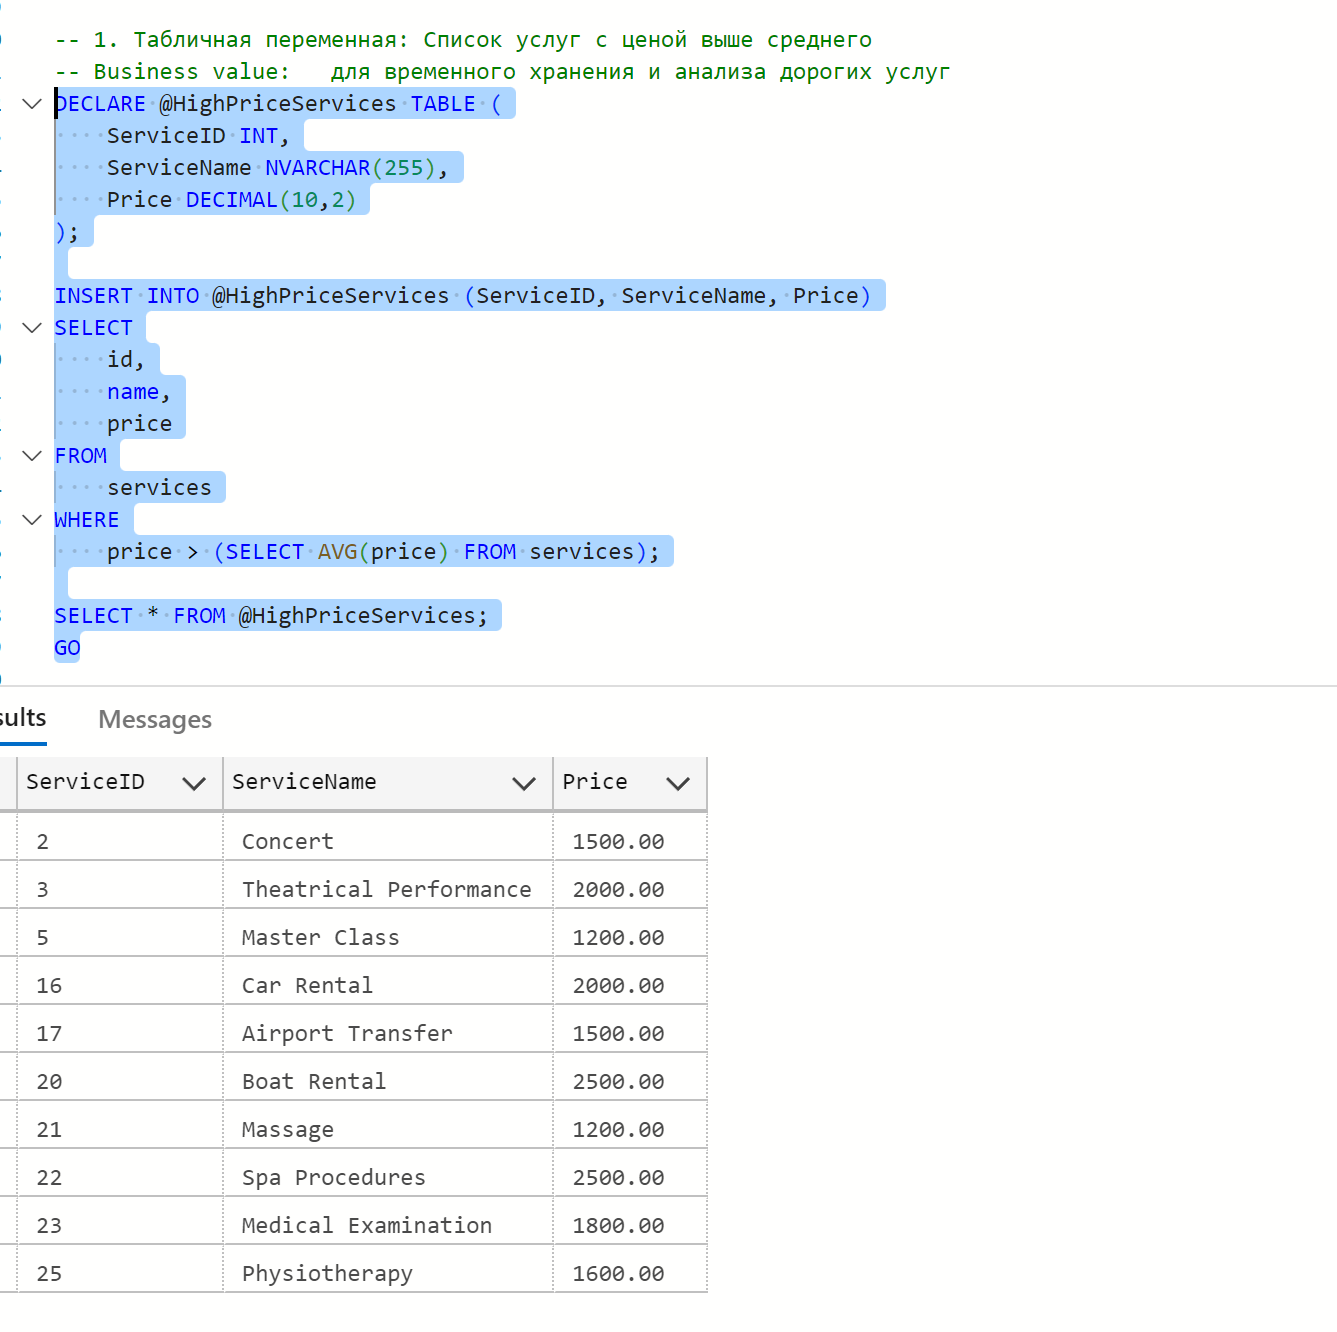 -- 1. Табличная переменная: Список услуг с ценой выше среднего
-- Business value:   для временного хранения и анализа дорогих услуг
DECLARE @HighPriceServices TABLE (
    ServiceID INT,
    ServiceName NVARCHAR(255),
    Price DECIMAL(10,2)
);
INSERT INTO @HighPriceServices (ServiceID, ServiceName, Price)
SELECT
    id,
    name,
    price
FROM
    services
WHERE
    price > (SELECT AVG(price) FROM services);
SELECT * FROM @HighPriceServices;
GO
sults Messages
ServiceID ServiceName Price
2 Concert 1500.00
3 Theatrical Performance 2000.00
5 Master Class 1200.00
16 Car Rental 2000.00
17 Airport Transfer 1500.00
20 Boat Rental 2500.00
21 Massage 1200.00
22 Spa Procedures 2500.00
23 Medical Examination 1800.00
25 Physiotherapy 1600.00